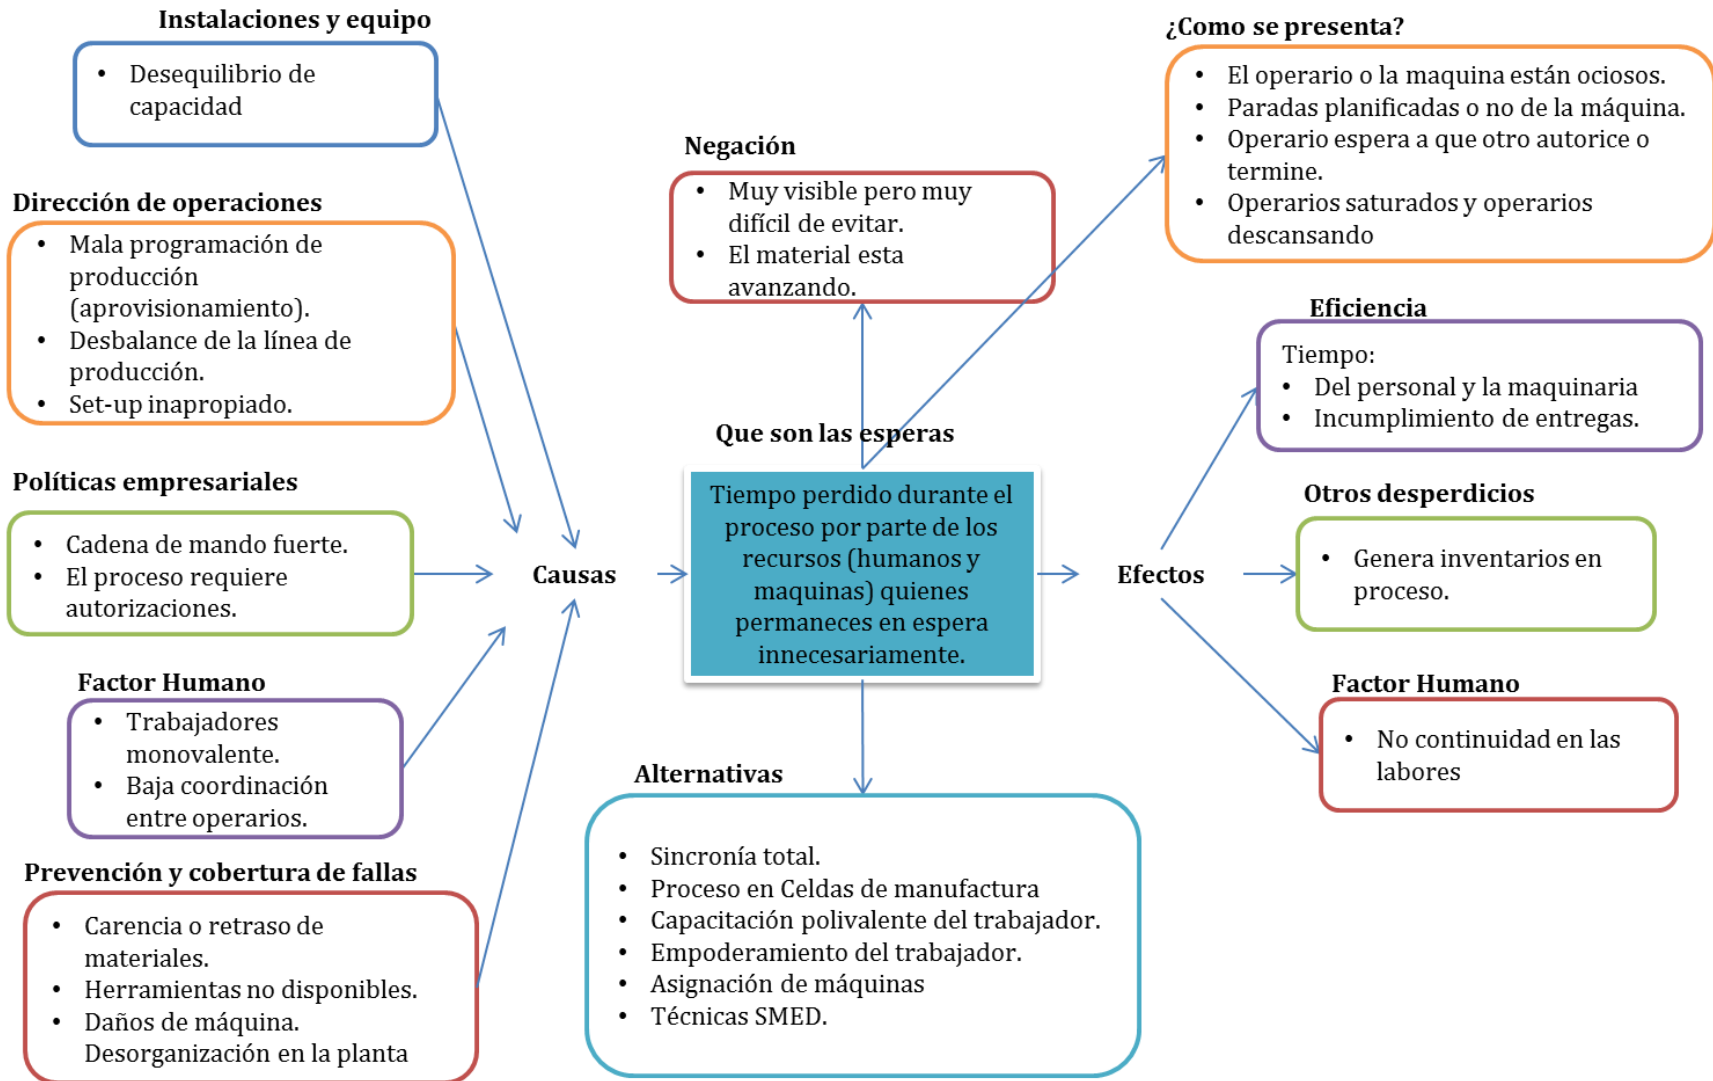 Instalaciones y equipo
• Desequilibrio de
capacidad
Dirección de operaciones
• Mala programación de
producción
(aprovisionamiento).
• Desbalance de la línea de
producción.
• Set-up inapropiado.
Políticas empresariales
• Cadena de mando fuerte.
• El proceso requiere
autorizaciones.
Factor Humano
• Trabajadores
monovalente.
• Baja coordinación
entre operarios.
Prevención y cobertura de fallas
• Carencia o retraso de
materiales.
• Herramientas no disponibles.
• Daños de máquina.
Desorganización en la planta
Causas
Negación
• Muy visible pero muy
difícil de evitar.
• El material esta
avanzando.
Que son las esperas
Tiempo perdido durante el
proceso por parte de los
recursos (humanos y
maquinas) quienes
permaneces en espera
innecesariamente.
Alternativas
• Sincronía total.
• Proceso en Celdas de manufactura
• Capacitación polivalente del trabajador.
• Empoderamiento del trabajador.
• Asignación de máquinas
• Técnicas SMED.
¿Como se presenta?
• El operario o la maquina están ociosos.
• Paradas planificadas o no de la máquina.
• Operario espera a que otro autorice o
termine.
• Operarios saturados y operarios
descansando
Efectos
Eficiencia
Tiempo:
• Del personal y la maquinaria
• Incumplimiento de entregas.
Otros desperdicios
• Genera inventarios en
proceso.
Factor Humano
• No continuidad en las
labores